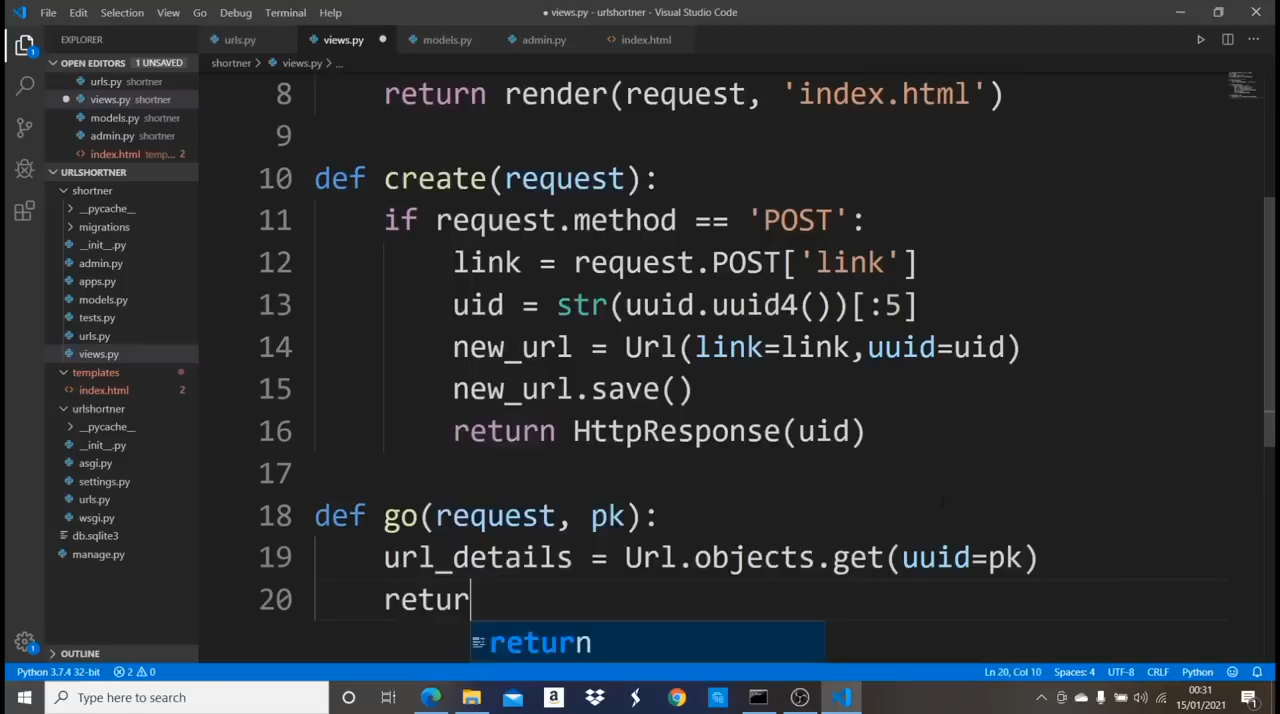 File Edit Selection View Go Debug Terminal Help
● views.py - urlshortner - Visual Studio Code
EXPLORER
urls.py
views.py
models.py
admin.py
index.html
OPEN EDITORS 1 UNSAVED
urls.py shortner
views.py shortner
models.py shortner
admin.py shortner
index.html temp... 2
URLSHORTNER
shortner
__pycache__
migrations
__init__.py
admin.py
apps.py
models.py
tests.py
urls.py
views.py
templates
index.html 2
urlshortner
__pycache__
__init__.py
asgi.py
settings.py
urls.py
wsgi.py
db.sqlite3
manage.py
OUTLINE
shortner > views.py > ...
8 return render(request, 'index.html')
9
10 def create(request):
11 if request.method == 'POST':
12 link = request.POST['link']
13 uid = str(uuid.uuid4())[:5]
14 new_url = Url(link=link,uuid=uid)
15 new_url.save()
16 return HttpResponse(uid)
17
18 def go(request, pk):
19 url_details = Url.objects.get(uuid=pk)
20 retur
return
Python 3.7.4 32-bit 2 0 Ln 20, Col 10 Spaces: 4 UTF-8 CRLF Python
Type here to search
00:31
15/01/2021